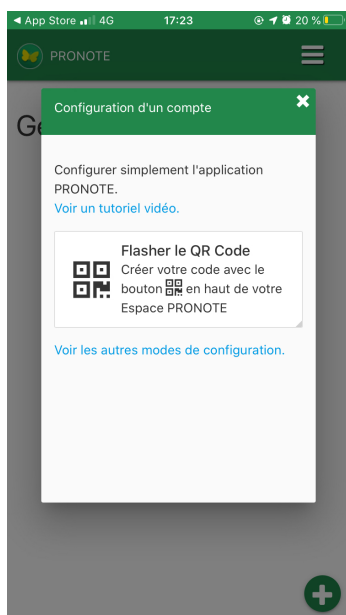 App Store 4G 17:23 20 %
PRONOTE
Configuration d'un compte
Ge
Configurer simplement l'application
PRONOTE.
Voir un tutoriel vidéo.
Flasher le QR Code
Créer votre code avec le
bouton en haut de votre
Espace PRONOTE
Voir les autres modes de configuration.